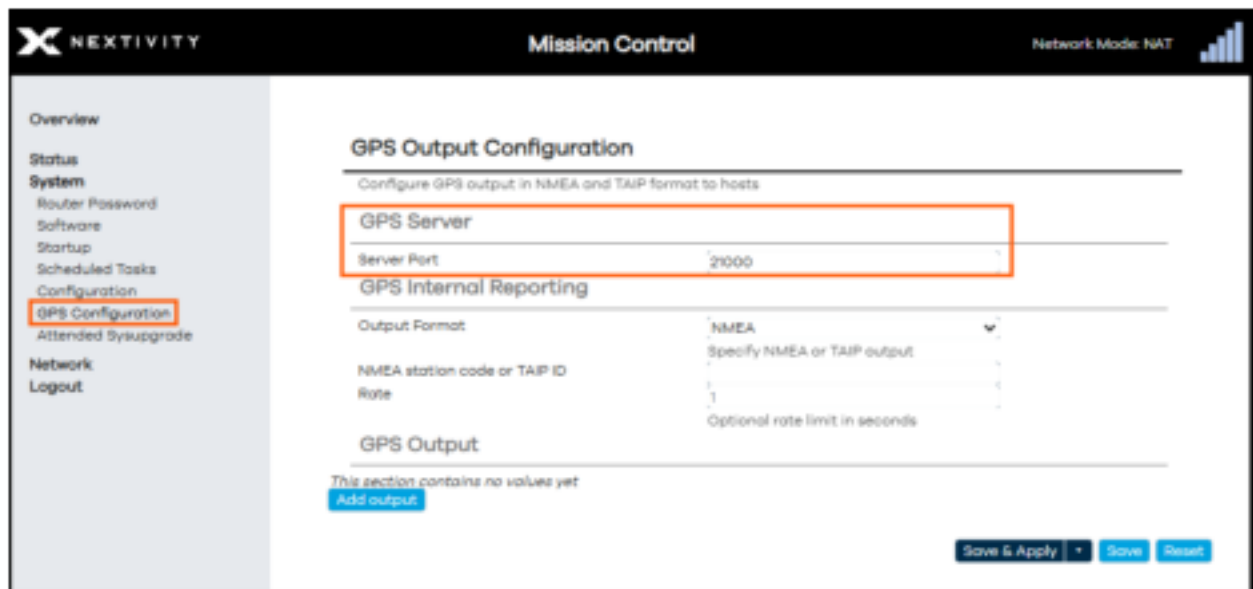 NEXTIVITY
Mission Control
Network Mode: NAT
Overview
Status
System
Router Password
Software
Startup
Scheduled Tasks
Configuration
GPS Configuration
Attended Sysupgrade
Network
Logout
GPS Output Configuration
Configure GPS output in NMEA and TAIP format to hosts
GPS Server
Server Port 21000
GPS Internal Reporting
Output Format NMEA
Specify NMEA or TAIP output
NMEA station code or TAIP ID
Rate 1
Optional rate limit in seconds
GPS Output
This section contains no values yet
Add output
Save & Apply Save Reset